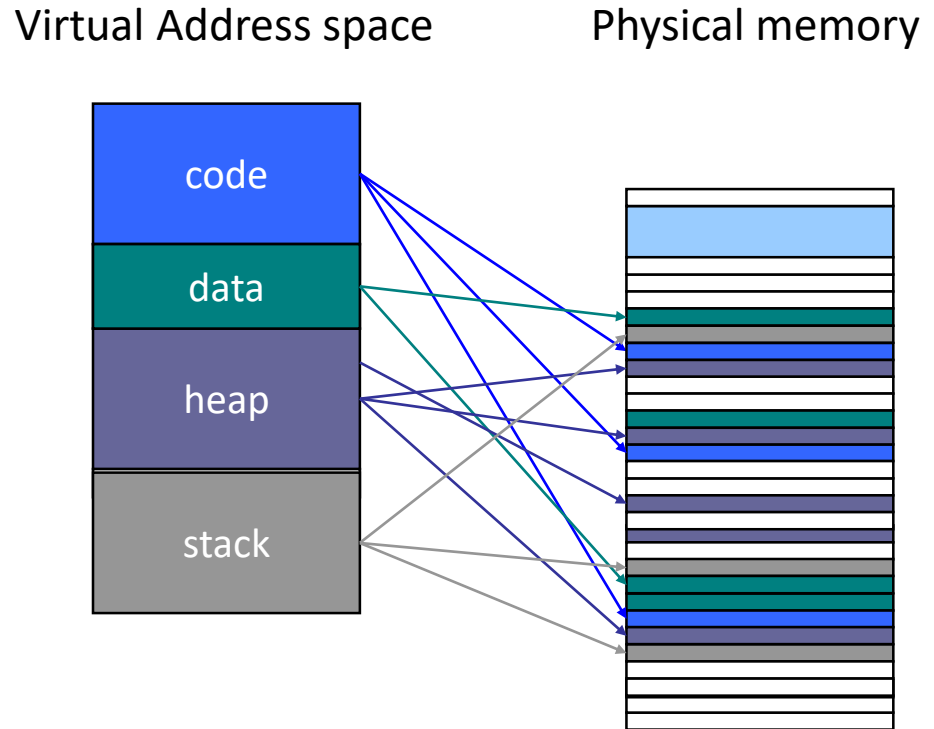 Virtual Address space
Physical memory
code
data
heap
stack